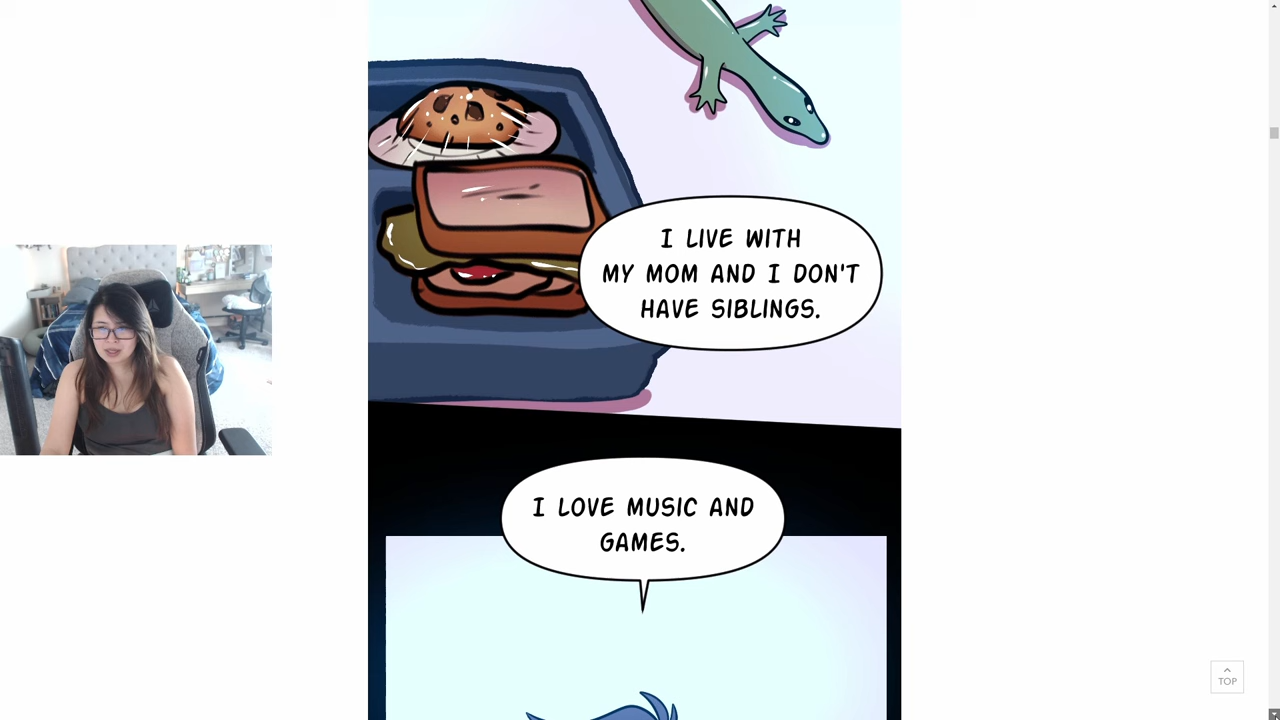 I LIVE WITH
MY MOM AND I DON'T
HAVE SIBLINGS.
I LOVE MUSIC AND
GAMES.
TOP